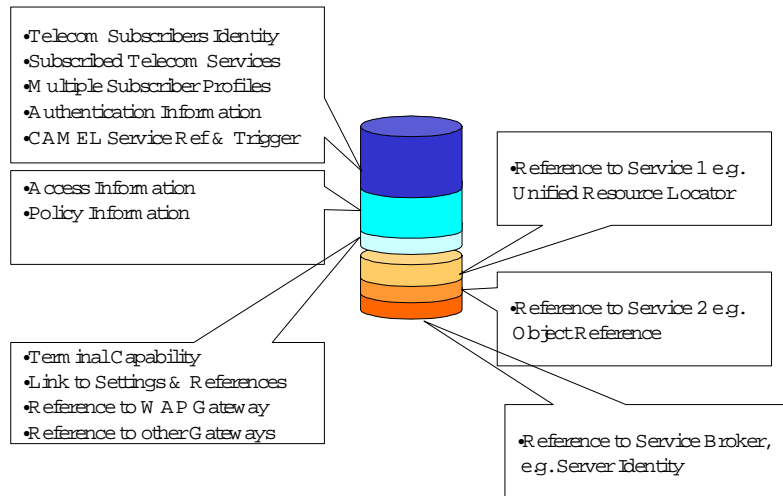 •Telecom Subscribers Identity
•Subscribed Telecom Services
•Multiple Subscriber Profiles
•Authentication Information
•CAMEL Service Ref & Trigger
•Access Information
•Policy Information
•Reference to Service 1 e.g.
Unified Resource Locator
•Reference to Service 2 e.g.
Object Reference
•Terminal Capability
•Link to Settings & References
•Reference to WAP Gateway
•Reference to other Gateways
•Reference to Service Broker,
e.g. Server Identity